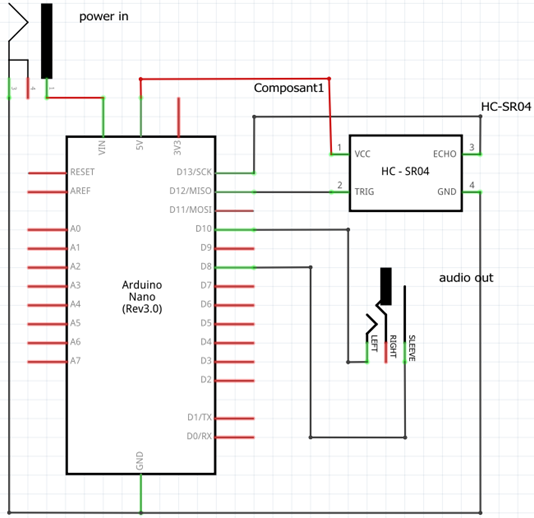 power in
Composant1
HC-SR04
VIN
5V
3V3
1
VCC
ECHO
3
HC - SR04
2
TRIG
GND
4
RESET
AREF
D13/SCK
D12/MISO
D11/MOSI
A0
D10
A1
D9
A2
D8
A3
D7
A4
D6
A5
D5
A6
D4
A7
D3
D2
Arduino
Nano
(Rev3.0)
D1/TX
D0/RX
GND
audio out
LEFT
RIGHT
SLEEVE